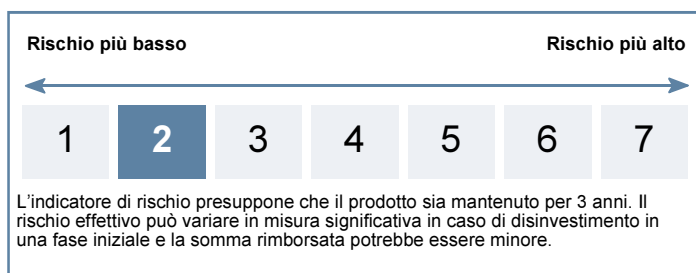 Rischio più basso Rischio più alto
1 2 3 4 5 6 7
L'indicatore di rischio presuppone che il prodotto sia mantenuto per 3 anni. Il
rischio effettivo può variare in misura significativa in caso di disinvestimento in
una fase iniziale e la somma rimborsata potrebbe essere minore.